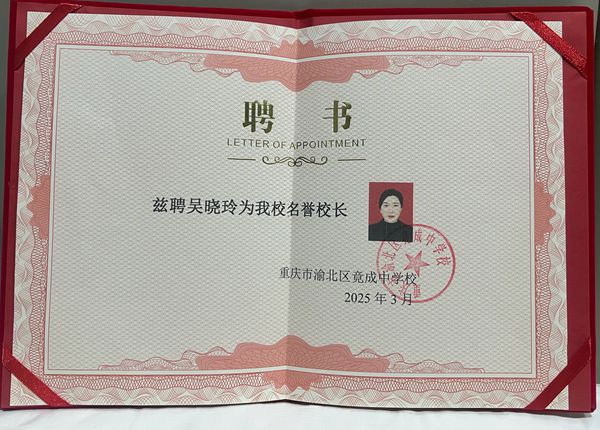 聘 书
LETTER OF APPOINTMENT
兹聘吴晓玲为我校名誉校长
重庆市渝北区竟成中学校
2025 年 3 月